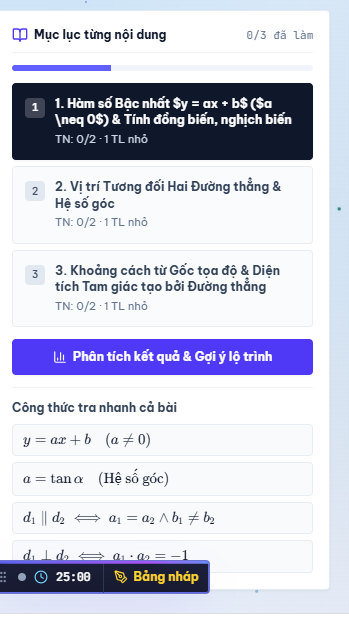 Mục lục từng nội dung 0/3 đã làm
1
1. Hàm số Bậc nhất $y = ax + b$ ($a
\neq 0$) & Tính đồng biến, nghịch biến
TN: 0/2 · 1 TL nhỏ
2
2. Vị trí Tương đối Hai Đường thẳng &
Hệ số góc
TN: 0/2 · 1 TL nhỏ
3
3. Khoảng cách từ Gốc tọa độ & Diện
tích Tam giác tạo bởi Đường thẳng
TN: 0/2 · 1 TL nhỏ
Phân tích kết quả & Gợi ý lộ trình
Công thức tra nhanh cả bài
y = ax + b (a ≠ 0)
a = tan α (Hệ số góc)
d₁ ∥ d₂ ⟺ a₁ = a₂ ∧ b₁ ≠ b₂
d₁ ⊥ d₂ ⟺ a₁ · a₂ = −1
25:00 Bảng nháp